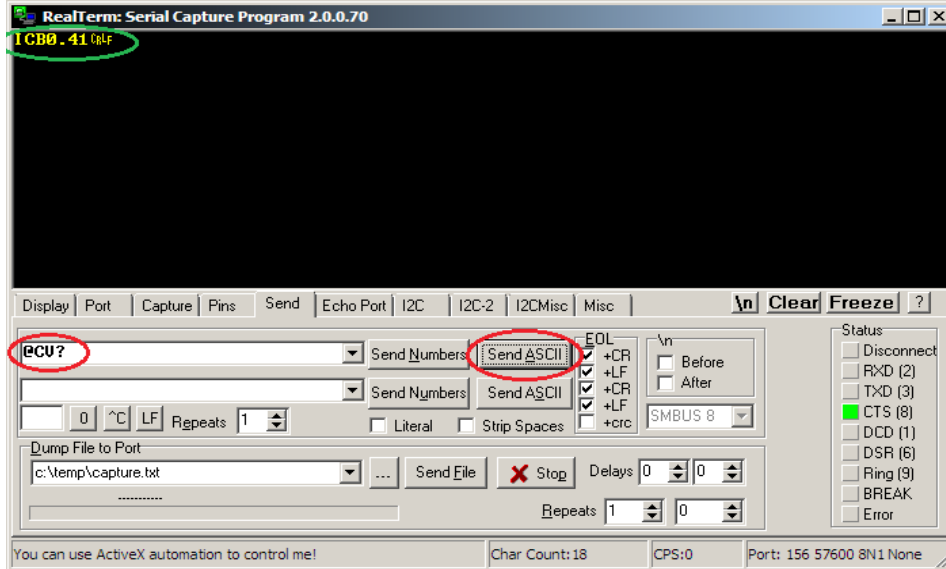 RealTerm: Serial Capture Program 2.0.0.70
ICB0.41CRLF
Display Port Capture Pins Send Echo Port I2C I2C-2 I2CMisc Misc \n Clear Freeze ?
Status
EOL
\n
@CV? Send Numbers Send ASCII +CR Before Disconnect
+LF After RXD (2)
Send Numbers Send ASCII +CR TXD (3)
+LF SMBUS 8 CTS (8)
0 ^C LF Repeats 1 Literal Strip Spaces +crc DCD (1)
Dump File to Port DSR (6)
c:\temp\capture.txt ... Send File Stop Delays 0 0 Ring (9)
BREAK
Repeats 1 0 Error
You can use ActiveX automation to control me! Char Count:18 CPS:0 Port: 156 57600 8N1 None